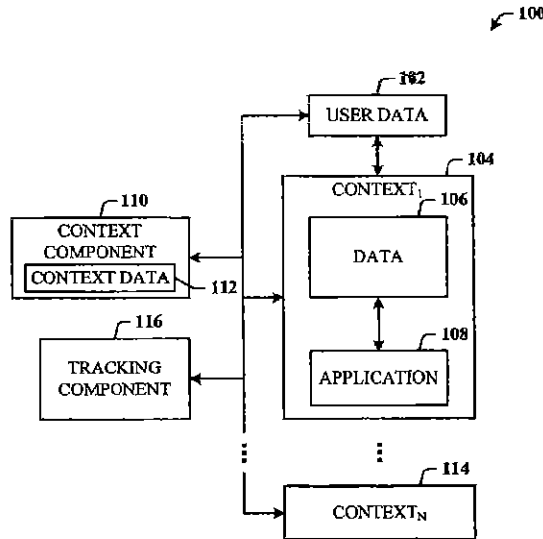 100
102
USER DATA
104
CONTEXT1
106
DATA
108
APPLICATION
110
CONTEXT
COMPONENT
CONTEXT DATA
112
116
TRACKING
COMPONENT
114
CONTEXTN